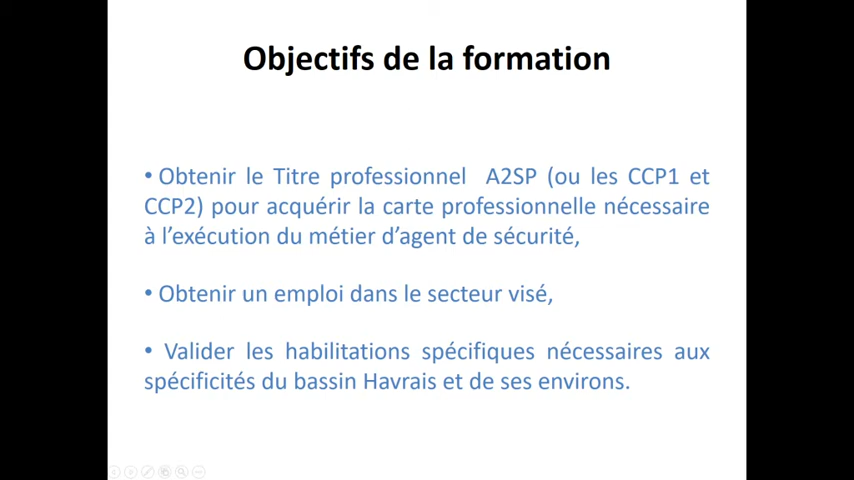 Objectifs de la formation
• Obtenir le Titre professionnel A2SP (ou les CCP1 et
CCP2) pour acquérir la carte professionnelle nécessaire
à l’exécution du métier d’agent de sécurité,
• Obtenir un emploi dans le secteur visé,
• Valider les habilitations spécifiques nécessaires aux
spécificités du bassin Havrais et de ses environs.